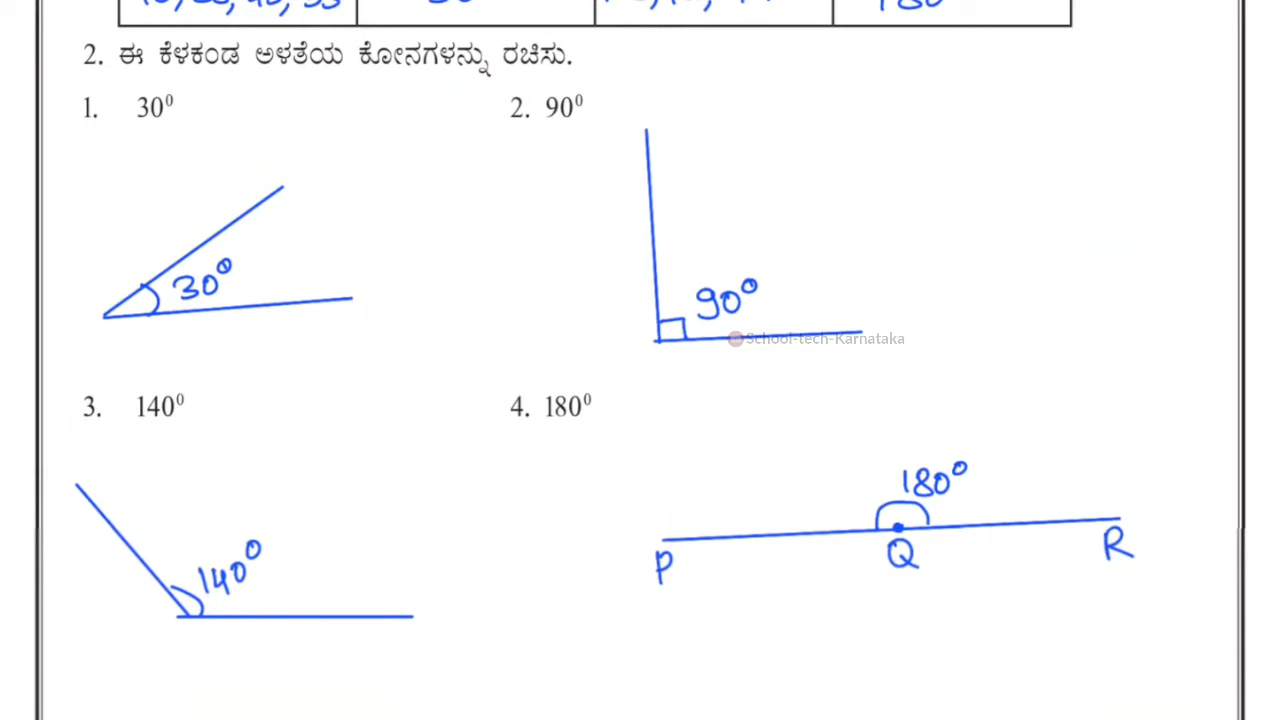 2. ಈ ಕೆಳಕಂಡ ಅಳತೆಯ ಕೋನಗಳನ್ನು ರಚಿಸು.
1. 30⁰
2. 90⁰
30⁰
90⁰
School-tech-Karnataka
3. 140⁰
4. 180⁰
140⁰
180⁰
P Q R